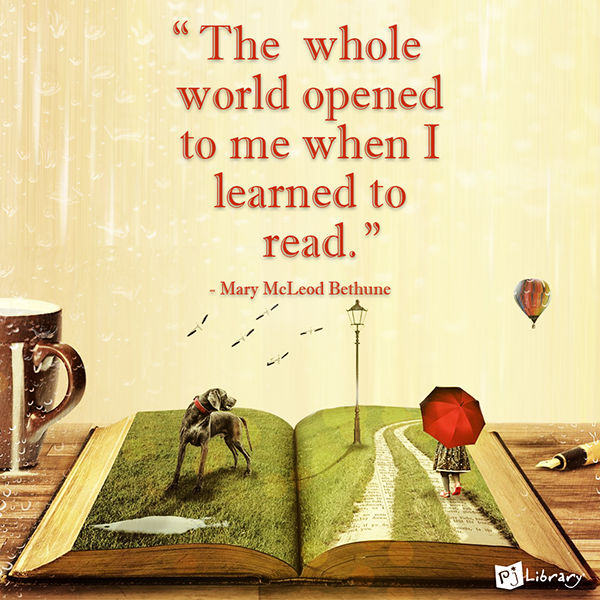 “The whole
world opened
to me when I
learned to
read.”
- Mary McLeod Bethune
pj Library